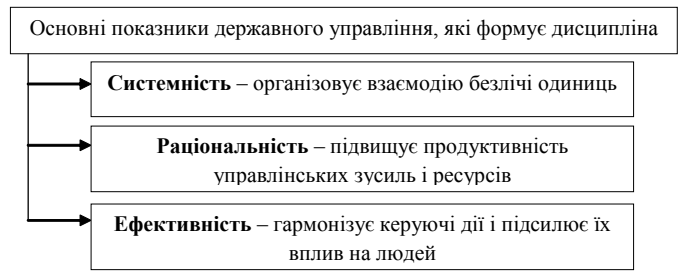 Основні показники державного управління, які формує дисципліна
Системність – організовує взаємодію безлічі одиниць
Раціональність – підвищує продуктивність
управлінських зусиль і ресурсів
Ефективність – гармонізує керуючі дії і підсилює їх
вплив на людей